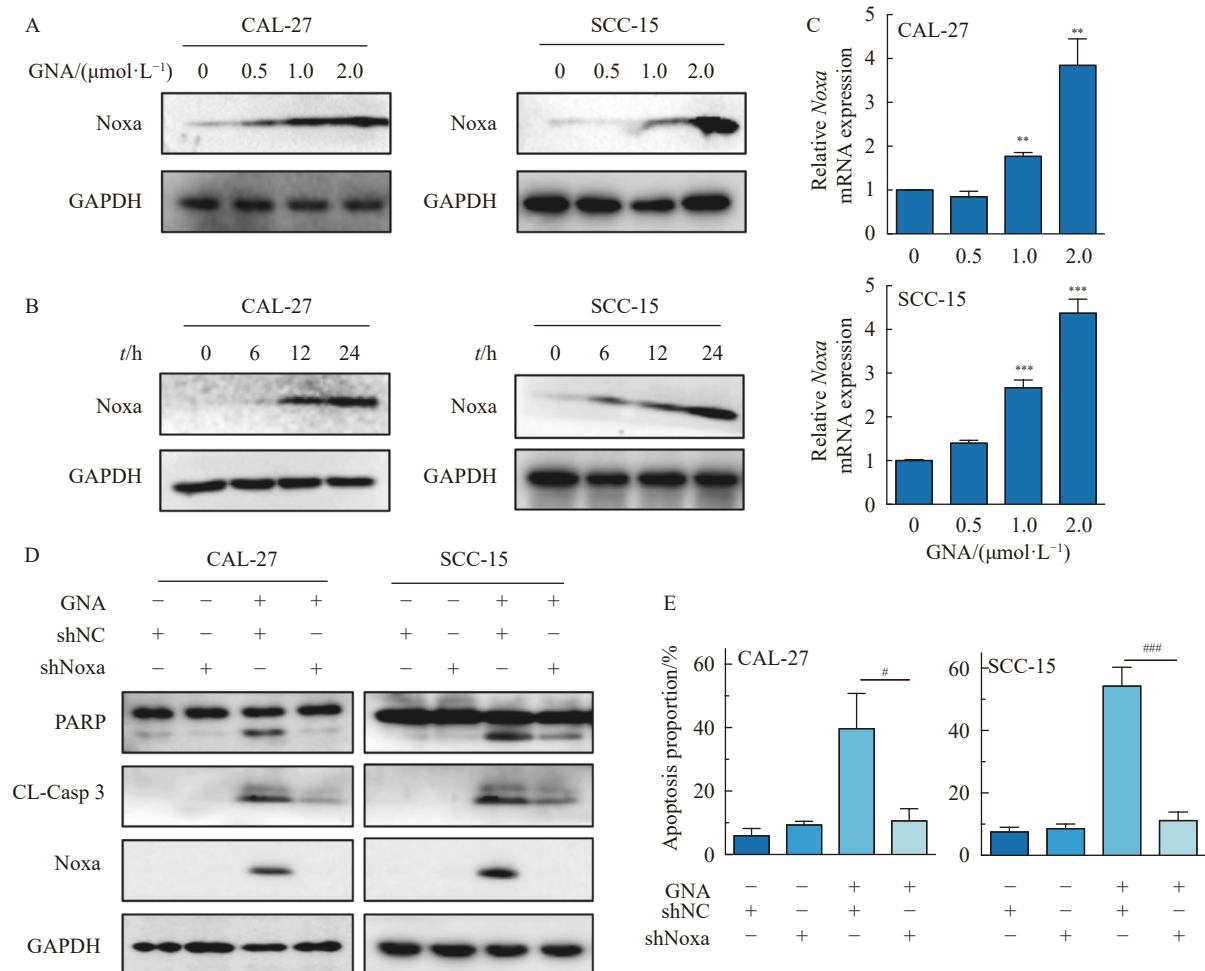 A
CAL-27
SCC-15
GNA/(μmol·L⁻¹) 0 0.5 1.0 2.0 0 0.5 1.0 2.0
Noxa
Noxa
GAPDH
GAPDH
B
CAL-27
SCC-15
t/h 0 6 12 24
t/h 0 6 12 24
Noxa
Noxa
GAPDH
GAPDH
C
CAL-27
Relative Noxa
mRNA expression
5
4
3
2
1
0
**
**
0 0.5 1.0 2.0
SCC-15
Relative Noxa
mRNA expression
5
4
3
2
1
0
***
***
0 0.5 1.0 2.0
GNA/(μmol·L⁻¹)
D
CAL-27
SCC-15
GNA − − + + − − + +
shNC + − + − + − + −
shNoxa − + − + − + − +
PARP
CL-Casp 3
Noxa
GAPDH
E
Apoptosis proportion/%
CAL-27
60
40
20
0
#
SCC-15
60
40
20
0
###
GNA − − + + − − + +
shNC + − + − + − + −
shNoxa − + − + − + − +